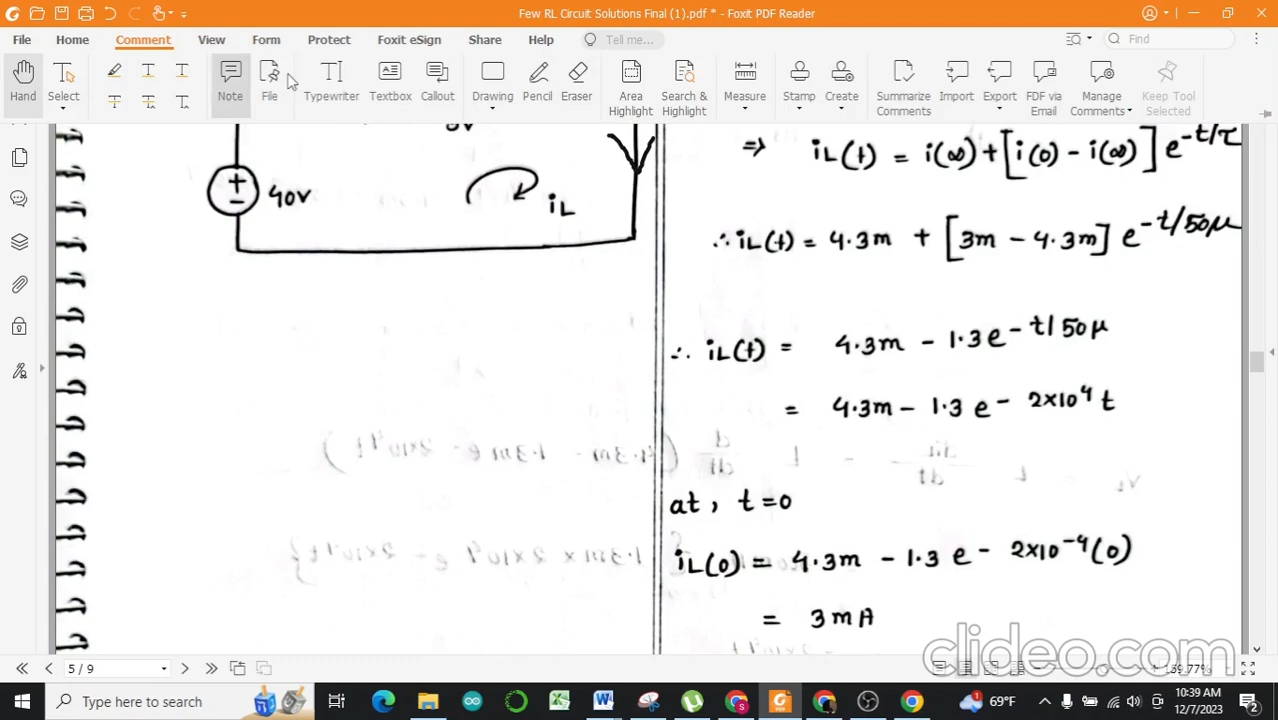 Few RL Circuit Solutions Final (1).pdf * - Foxit PDF Reader
File Home Comment View Form Protect Foxit eSign Share Help Tell me... Find
Hand Select Note File Typewriter Textbox Callout Drawing Pencil Eraser Area Highlight Search & Highlight Measure Stamp Create Summarize Comments Import Export FDF via Email Manage Comments Keep Tool Selected
⇒ iL(t) = i(∞)+[i(0) - i(∞)] e-t/τ
+ - 40V iL
∴ iL(t) = 4.3m + [3m - 4.3m] e-t/50μ
∴ iL(t) = 4.3m - 1.3e-t/50μ
= 4.3m - 1.3 e- 2x10⁴ t
at, t=0
iL(0) = 4.3m - 1.3 e- 2x10-4(0)
= 3mA
clideo.com
5 / 9
159.77%
Type here to search
69°F
10:39 AM
12/7/2023
2